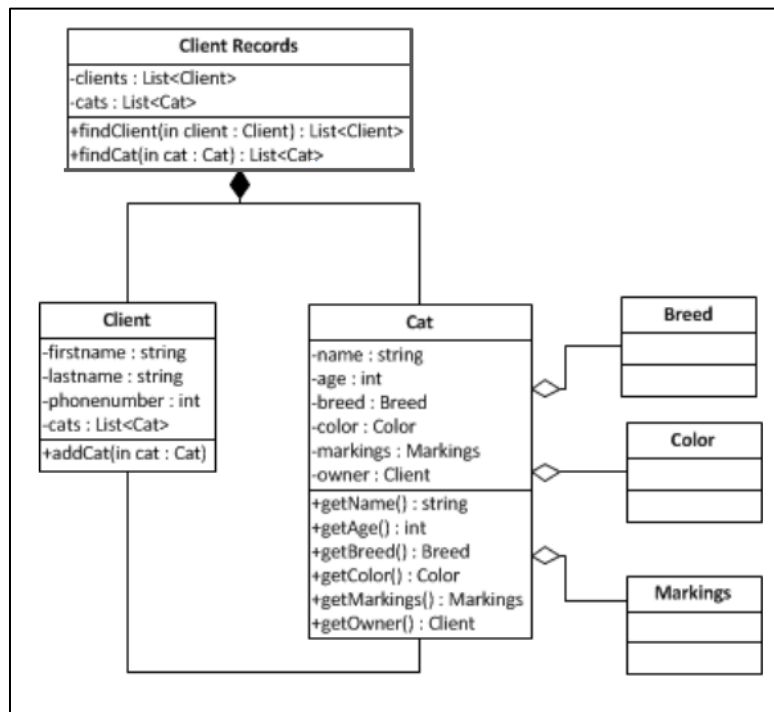 Client Records
-clients : List<Client>
-cats : List<Cat>
+findClient(in client : Client) : List<Client>
+findCat(in cat : Cat) : List<Cat>
Client
-firstname : string
-lastname : string
-phonenumber : int
-cats : List<Cat>
+addCat(in cat : Cat)
Cat
-name : string
-age : int
-breed : Breed
-color : Color
-markings : Markings
-owner : Client
+getName() : string
+getAge() : int
+getBreed() : Breed
+getColor() : Color
+getMarkings() : Markings
+getOwner() : Client
Breed
Color
Markings